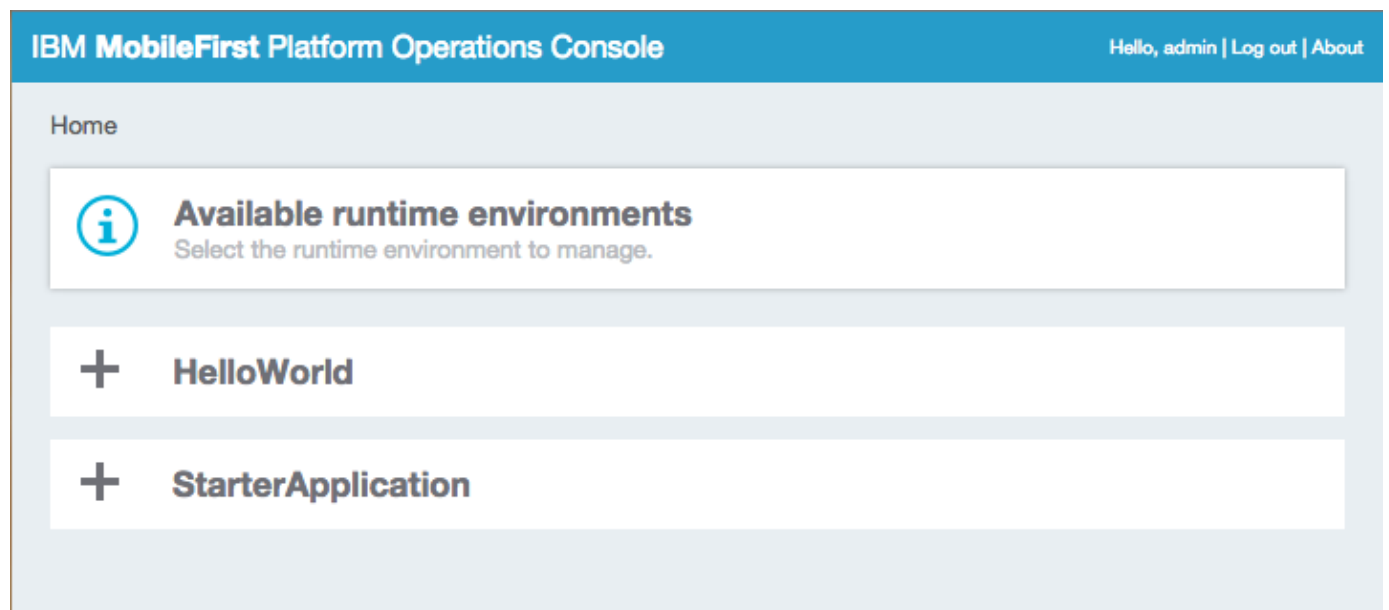 IBM MobileFirst Platform Operations Console
Hello, admin | Log out | About
Home
Available runtime environments
Select the runtime environment to manage.
HelloWorld
StarterApplication